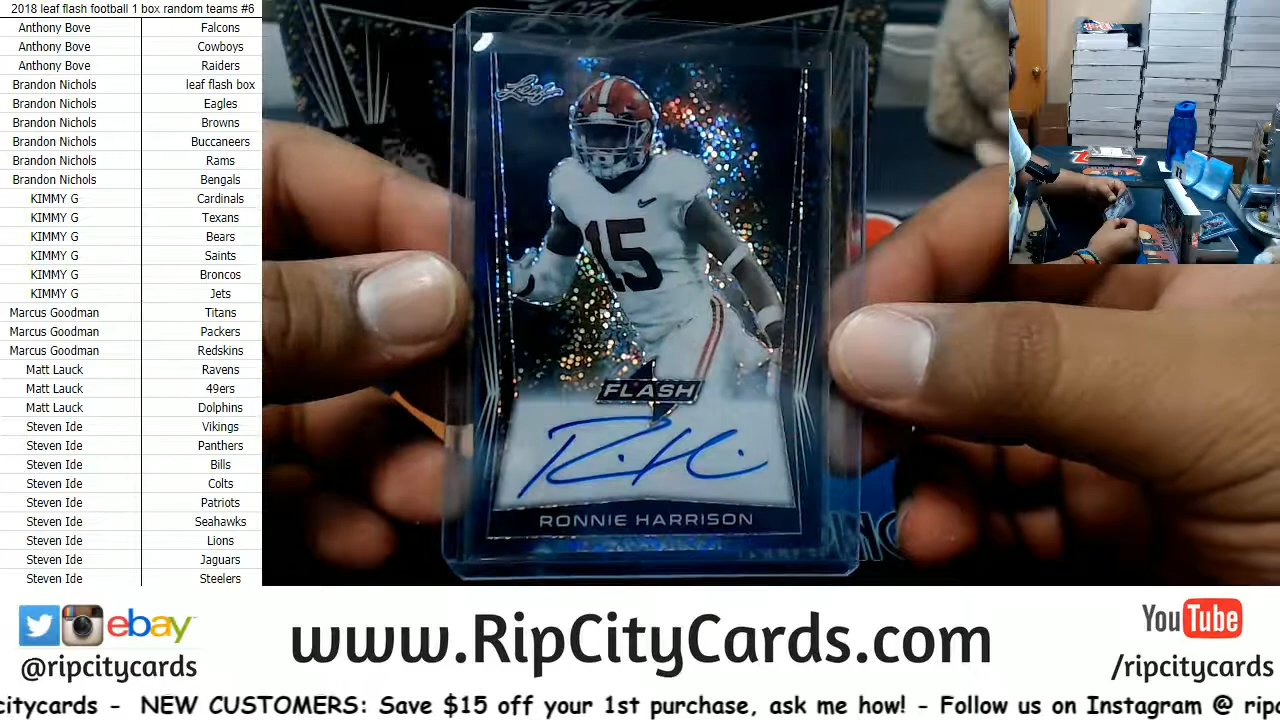 2018 leaf flash football 1 box random teams #6
Anthony Bove Falcons
Anthony Bove Cowboys
Anthony Bove Raiders
Brandon Nichols leaf flash box
Brandon Nichols Eagles
Brandon Nichols Browns
Brandon Nichols Buccaneers
Brandon Nichols Rams
Brandon Nichols Bengals
KIMMY G Cardinals
KIMMY G Texans
KIMMY G Bears
KIMMY G Saints
KIMMY G Broncos
KIMMY G Jets
Marcus Goodman Titans
Marcus Goodman Packers
Marcus Goodman Redskins
Matt Lauck Ravens
Matt Lauck 49ers
Matt Lauck Dolphins
Steven Ide Vikings
Steven Ide Panthers
Steven Ide Bills
Steven Ide Colts
Steven Ide Patriots
Steven Ide Seahawks
Steven Ide Lions
Steven Ide Jaguars
Steven Ide Steelers
Leaf
15
FLASH
RONNIE HARRISON
ebay
@ripcitycards
www.RipCityCards.com
YouTube
/ripcitycards
citycards - NEW CUSTOMERS: Save $15 off your 1st purchase, ask me how! - Follow us on Instagram @ ripc